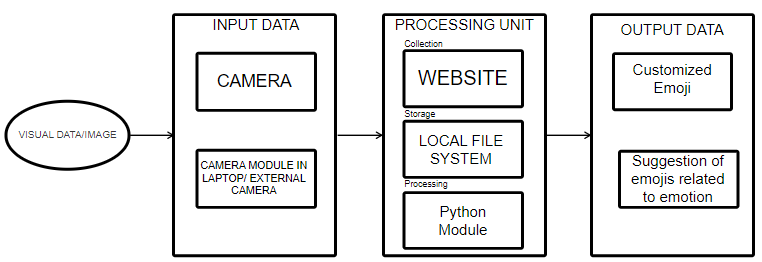 VISUAL DATA/IMAGE
INPUT DATA
CAMERA
CAMERA MODULE IN
LAPTOP/ EXTERNAL
CAMERA
PROCESSING UNIT
Collection
WEBSITE
Storage
LOCAL FILE
SYSTEM
Processing
Python
Module
OUTPUT DATA
Customized
Emoji
Suggestion of
emojis related
to emotion